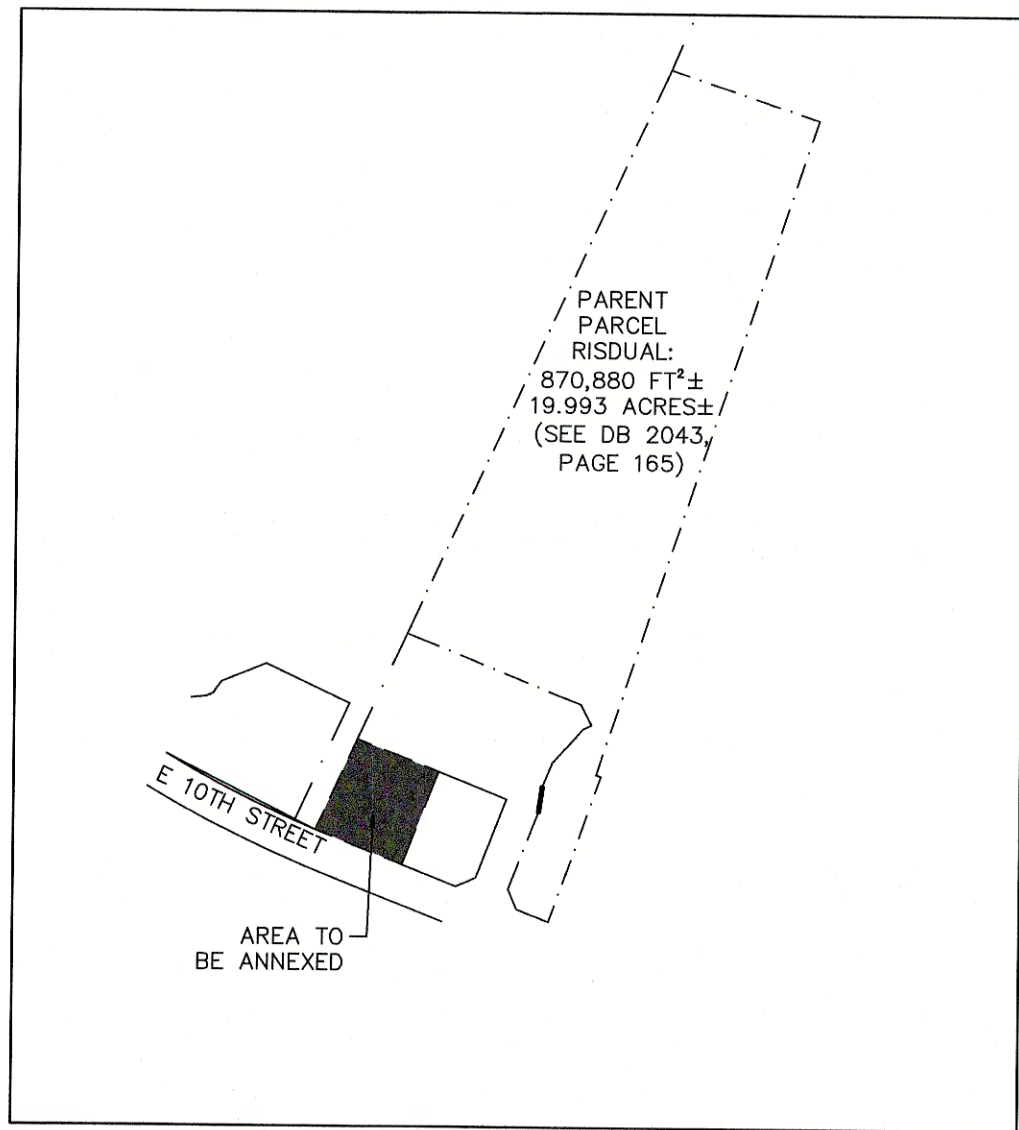 PARENT
PARCEL
RISDUAL:
870,880 FT²±
19.993 ACRES±
(SEE DB 2043,
PAGE 165)
E 10TH STREET
AREA TO
BE ANNEXED